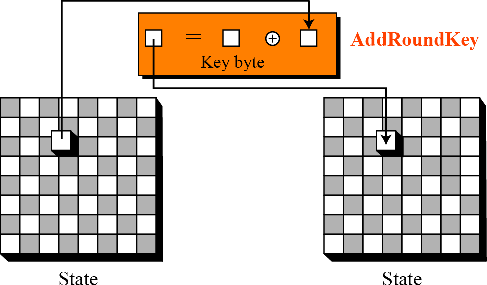 = ⊕
AddRoundKey
Key byte
State
State